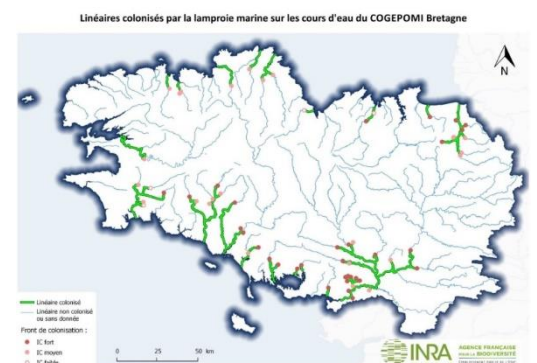 Linéaires colonisés par la lamproie marine sur les cours d'eau du COGEPOMI Bretagne
N
Linéaire colonisé
Linéaire non colonisé
ou sans donnée
Front de colonisation :
IC fort
IC moyen
IC faible
0 25 50 km
INRA
AGENCE FRANÇAISE
POUR LA BIODIVERSITÉ